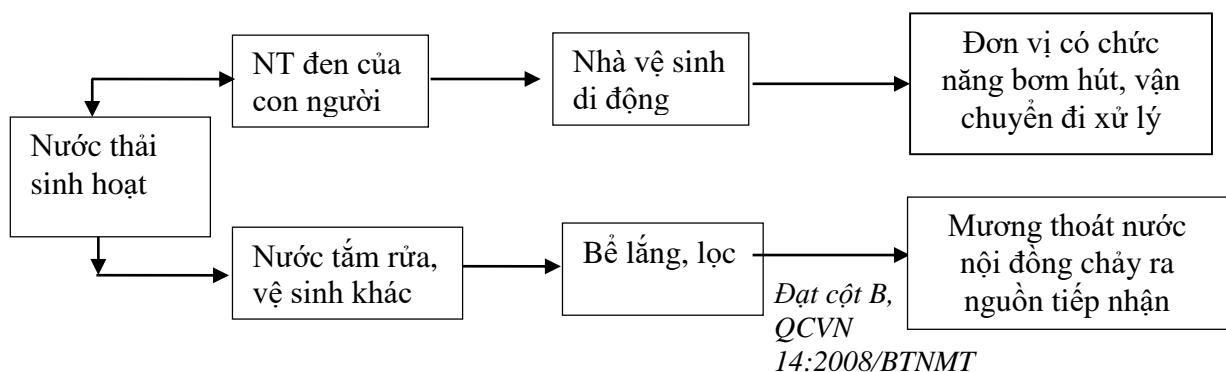 Nước thải
sinh hoạt
NT đen của
con người
Nhà vệ sinh
di động
Đơn vị có chức
năng bơm hút, vận
chuyển đi xử lý
Nước tắm rửa,
vệ sinh khác
Bể lắng, lọc
Đạt cột B,
QCVN
14:2008/BTNMT
Mương thoát nước
nội đồng chảy ra
nguồn tiếp nhận